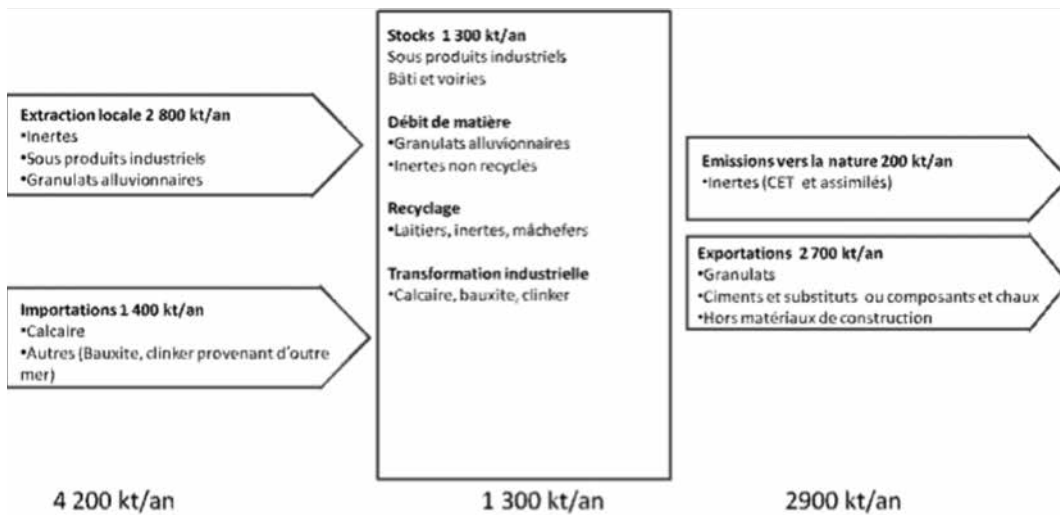 Stocks 1 300 kt/an
Sous produits industriels
Bâti et voiries
Débit de matière
•Granulats alluvionnaires
•Inertes non recyclés
Recyclage
•Laitiers, inertes, mâchefers
Transformation industrielle
•Calcaire, bauxite, clinker
Extraction locale 2 800 kt/an
•Inertes
•Sous produits industriels
•Granulats alluvionnaires
Importations 1 400 kt/an
•Calcaire
•Autres (Bauxite, clinker provenant d'outre
mer)
Emissions vers la nature 200 kt/an
•Inertes (CET et assimilés)
Exportations 2 700 kt/an
•Granulats
•Ciments et substituts ou composants et chaux
•Hors matériaux de construction
4 200 kt/an
1 300 kt/an
2900 kt/an